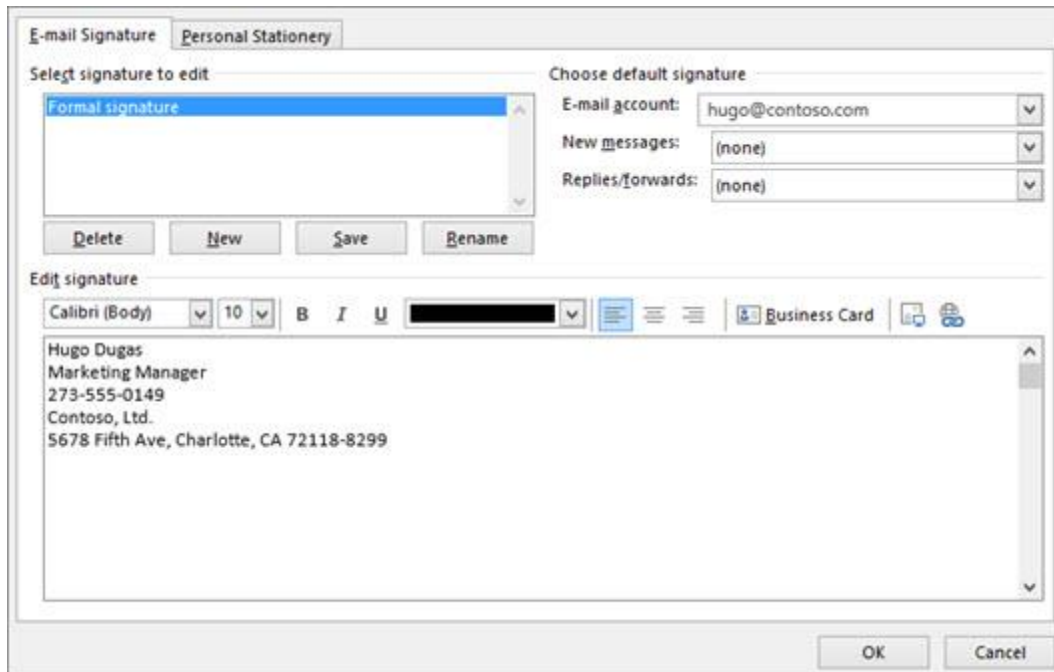 E-mail Signature
Personal Stationery
Select signature to edit
Formal signature
Delete
New
Save
Rename
Choose default signature
E-mail account:
hugo@contoso.com
New messages:
(none)
Replies/forwards:
(none)
Edit signature
Calibri (Body)
10
B
I
U
Business Card
Hugo Dugas
Marketing Manager
273-555-0149
Contoso, Ltd.
5678 Fifth Ave, Charlotte, CA 72118-8299
OK
Cancel